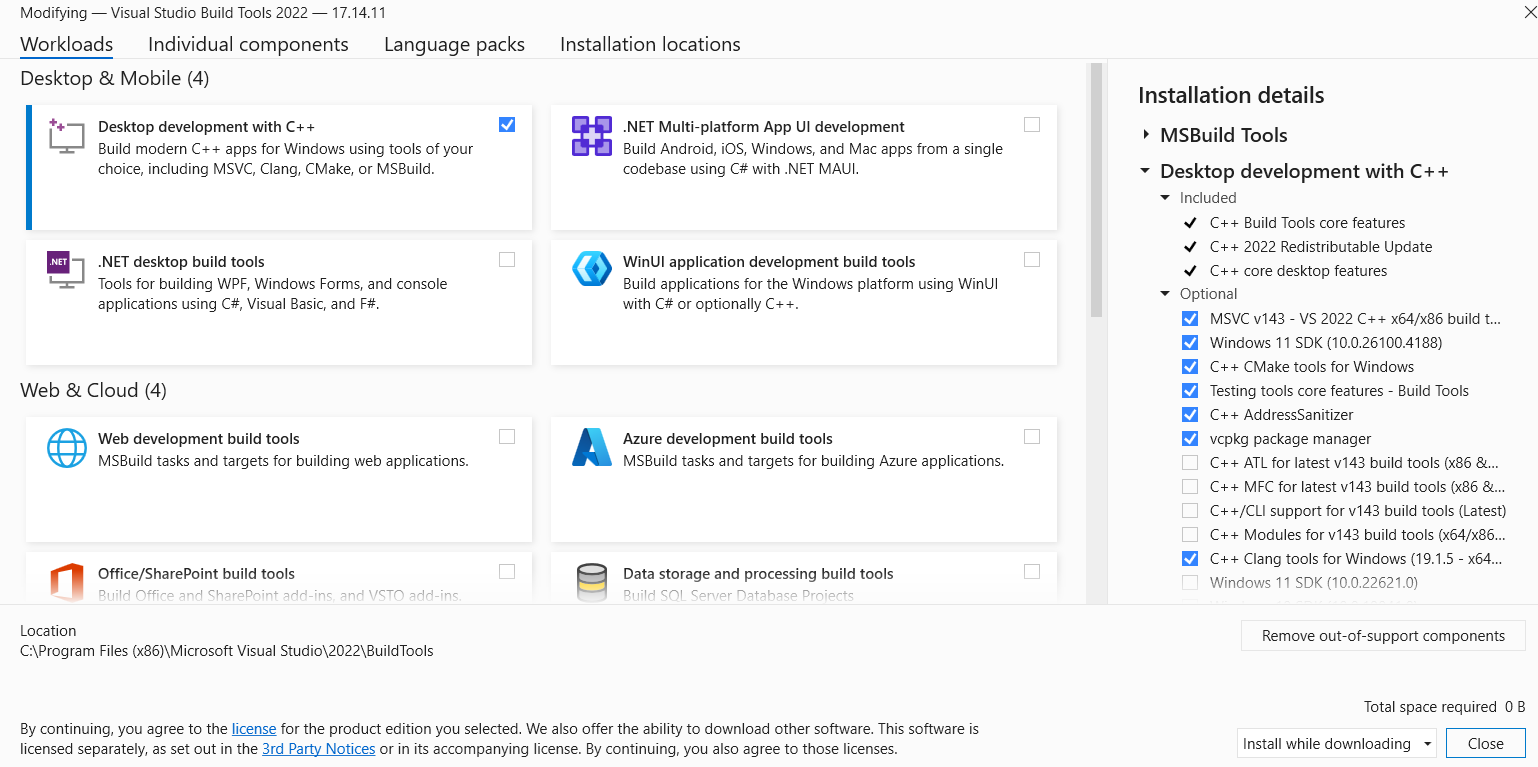 Modifying — Visual Studio Build Tools 2022 — 17.14.11
Workloads
Individual components
Language packs
Installation locations
Desktop & Mobile (4)
Desktop development with C++
Build modern C++ apps for Windows using tools of your
choice, including MSVC, Clang, CMake, or MSBuild.
.NET Multi-platform App UI development
Build Android, iOS, Windows, and Mac apps from a single
codebase using C# with .NET MAUI.
.NET
.NET desktop build tools
Tools for building WPF, Windows Forms, and console
applications using C#, Visual Basic, and F#.
WinUI application development build tools
Build applications for the Windows platform using WinUI
with C# or optionally C++.
Web & Cloud (4)
Web development build tools
MSBuild tasks and targets for building web applications.
Azure development build tools
MSBuild tasks and targets for building Azure applications.
Office/SharePoint build tools
Build Office and SharePoint add-ins, and VSTO add-ins.
Data storage and processing build tools
Build SQL Server Database Projects
Installation details
MSBuild Tools
Desktop development with C++
Included
C++ Build Tools core features
C++ 2022 Redistributable Update
C++ core desktop features
Optional
MSVC v143 - VS 2022 C++ x64/x86 build t...
Windows 11 SDK (10.0.26100.4188)
C++ CMake tools for Windows
Testing tools core features - Build Tools
C++ AddressSanitizer
vcpkg package manager
C++ ATL for latest v143 build tools (x86 &...
C++ MFC for latest v143 build tools (x86 &...
C++/CLI support for v143 build tools (Latest)
C++ Modules for v143 build tools (x64/x86...
C++ Clang tools for Windows (19.1.5 - x64...
Windows 11 SDK (10.0.22621.0)
Location
C:\Program Files (x86)\Microsoft Visual Studio\2022\BuildTools
Remove out-of-support components
Total space required 0 B
By continuing, you agree to the license for the product edition you selected. We also offer the ability to download other software. This software is
licensed separately, as set out in the 3rd Party Notices or in its accompanying license. By continuing, you also agree to those licenses.
Install while downloading
Close